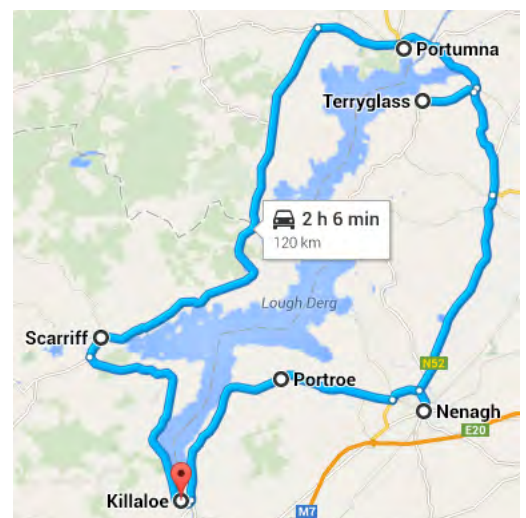 Portumna
Terryglass
2 h 6 min
120 km
Lough Derg
Scarriff
N52
Portroe
Nenagh
E20
Killaloe
M7